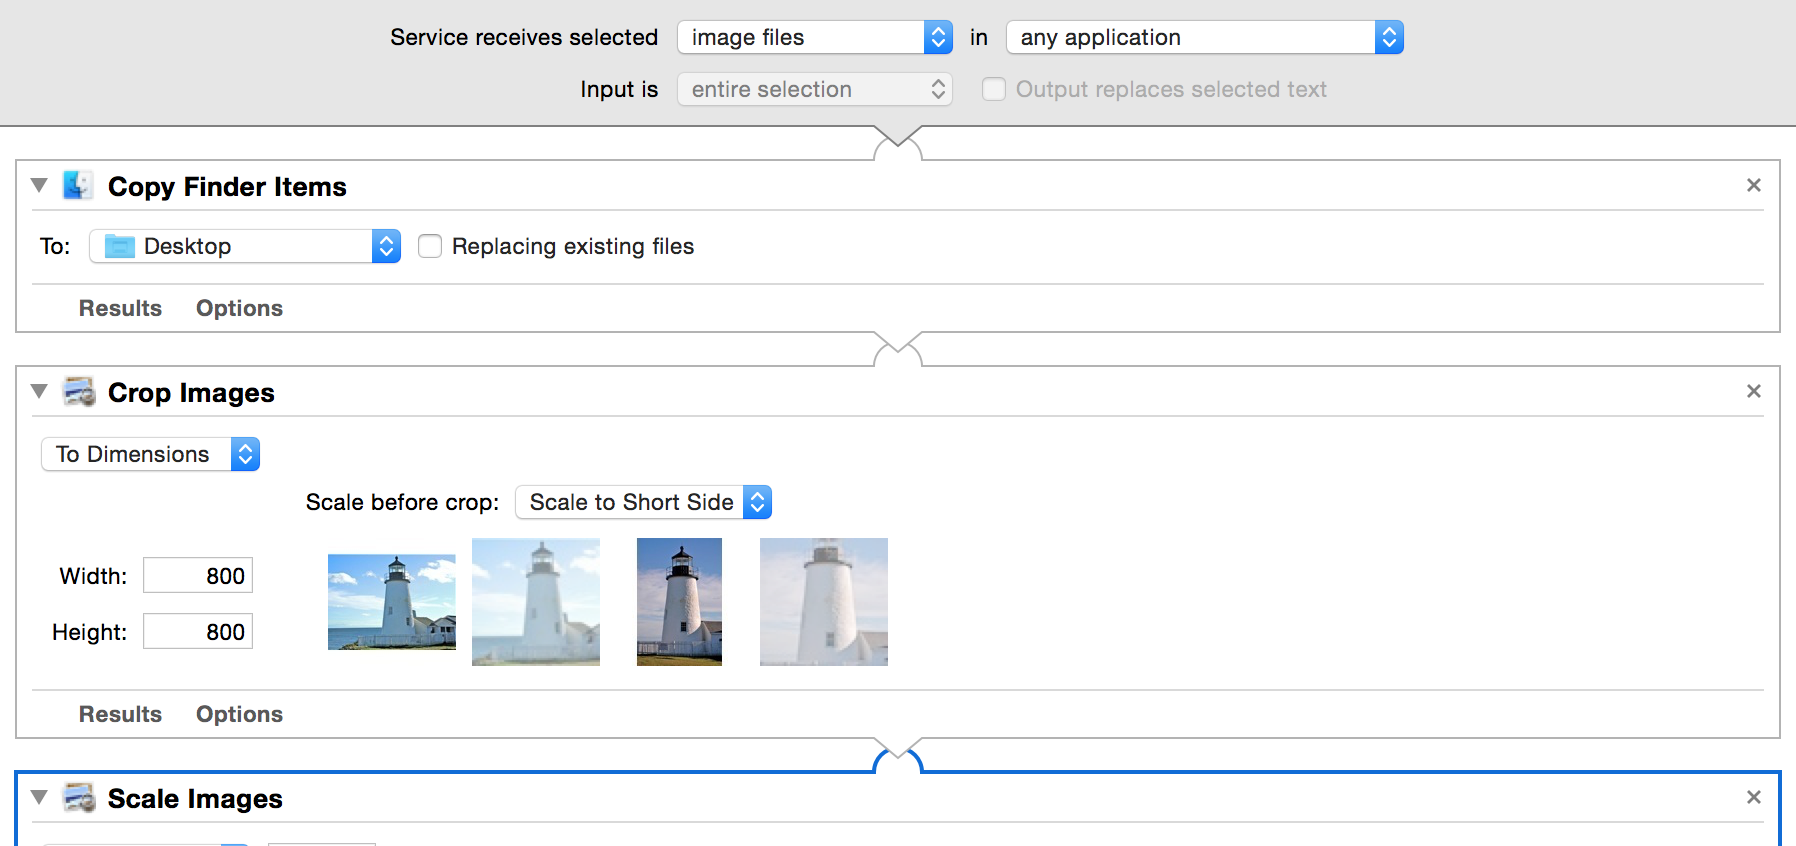 Service receives selected image files in any application
Input is entire selection Output replaces selected text
Copy Finder Items
To: Desktop Replacing existing files
Results Options
Crop Images
To Dimensions
Scale before crop: Scale to Short Side
Width: 800
Height: 800
Results Options
Scale Images